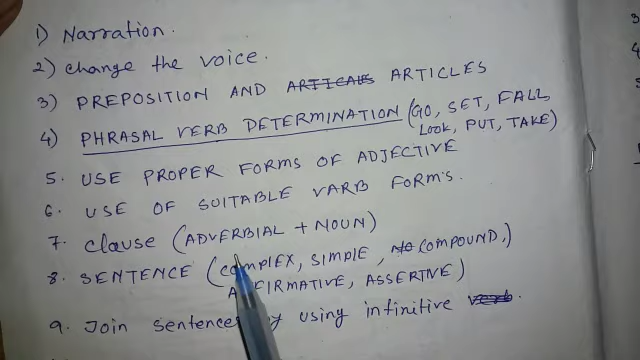 1) Narration.
2) change the voice.
3) PREPOSITION AND ARTICALS ARTICLES
4) PHRASAL VERB DETERMINATION (GO, SET, FALL,
Look, PUT, TAKE)
5. USE PROPER FORMS OF ADJECTIVE
6. USE OF SUITABLE VARB FORMS.
7. Clause (ADVERBIAL + NOUN)
8. SENTENCE (COMPLEX, SIMPLE, COMPOUND,)
AFFIRMATIVE, ASSERTIVE)
9. Join sentences by using infinitive